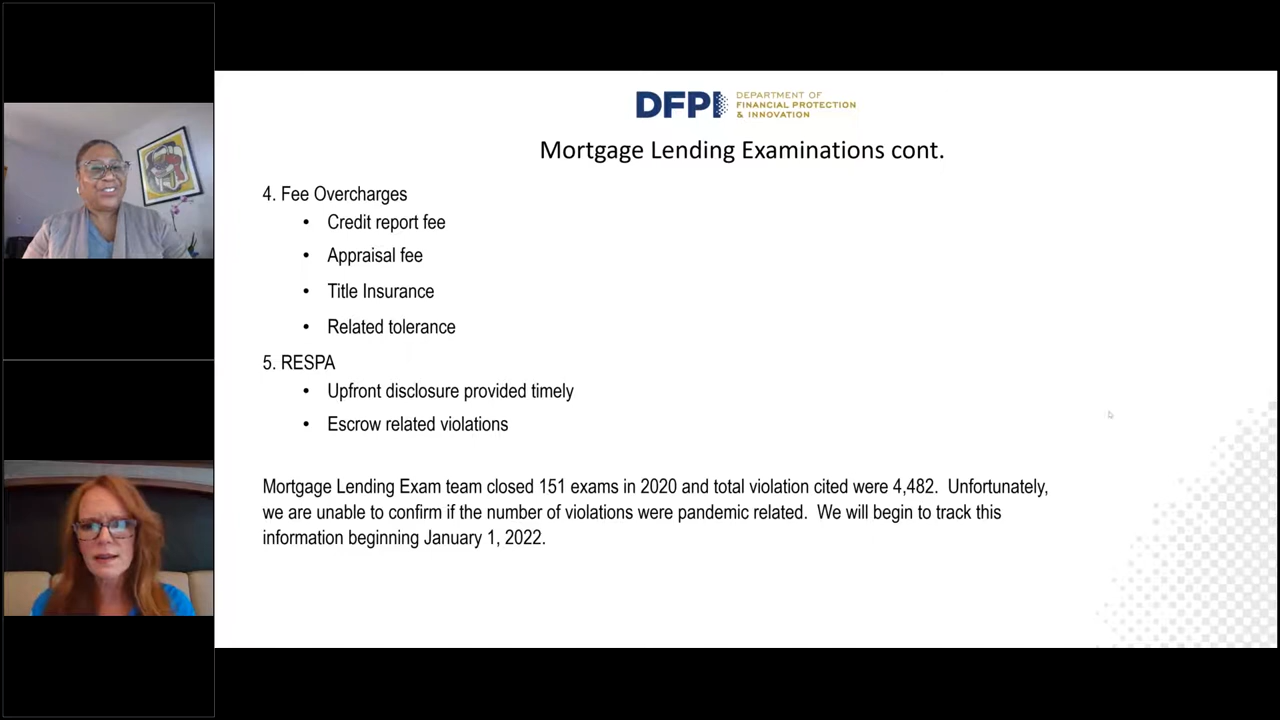 DFPI
DEPARTMENT OF
FINANCIAL PROTECTION
& INNOVATION
Mortgage Lending Examinations cont.
4. Fee Overcharges
• Credit report fee
• Appraisal fee
• Title Insurance
• Related tolerance
5. RESPA
• Upfront disclosure provided timely
• Escrow related violations
Mortgage Lending Exam team closed 151 exams in 2020 and total violation cited were 4,482. Unfortunately,
we are unable to confirm if the number of violations were pandemic related. We will begin to track this
information beginning January 1, 2022.